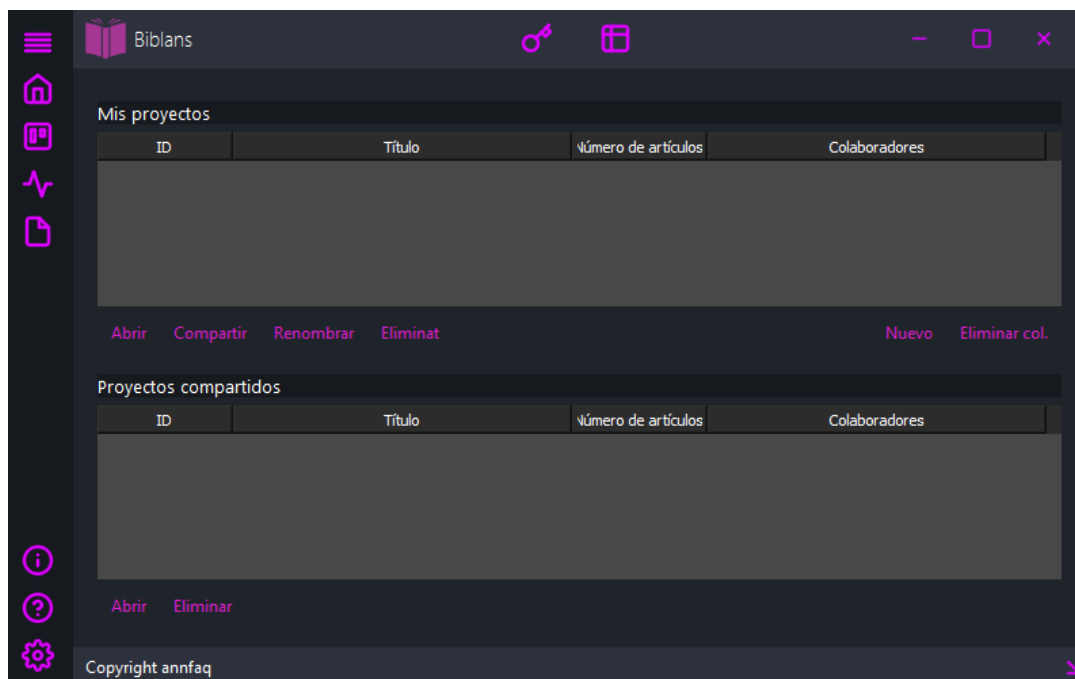 Biblans
Mis proyectos
ID Título Número de artículos Colaboradores
Abrir Compartir Renombrar Eliminat Nuevo Eliminar col.
Proyectos compartidos
ID Título Número de artículos Colaboradores
Abrir Eliminar
Copyright annfaq